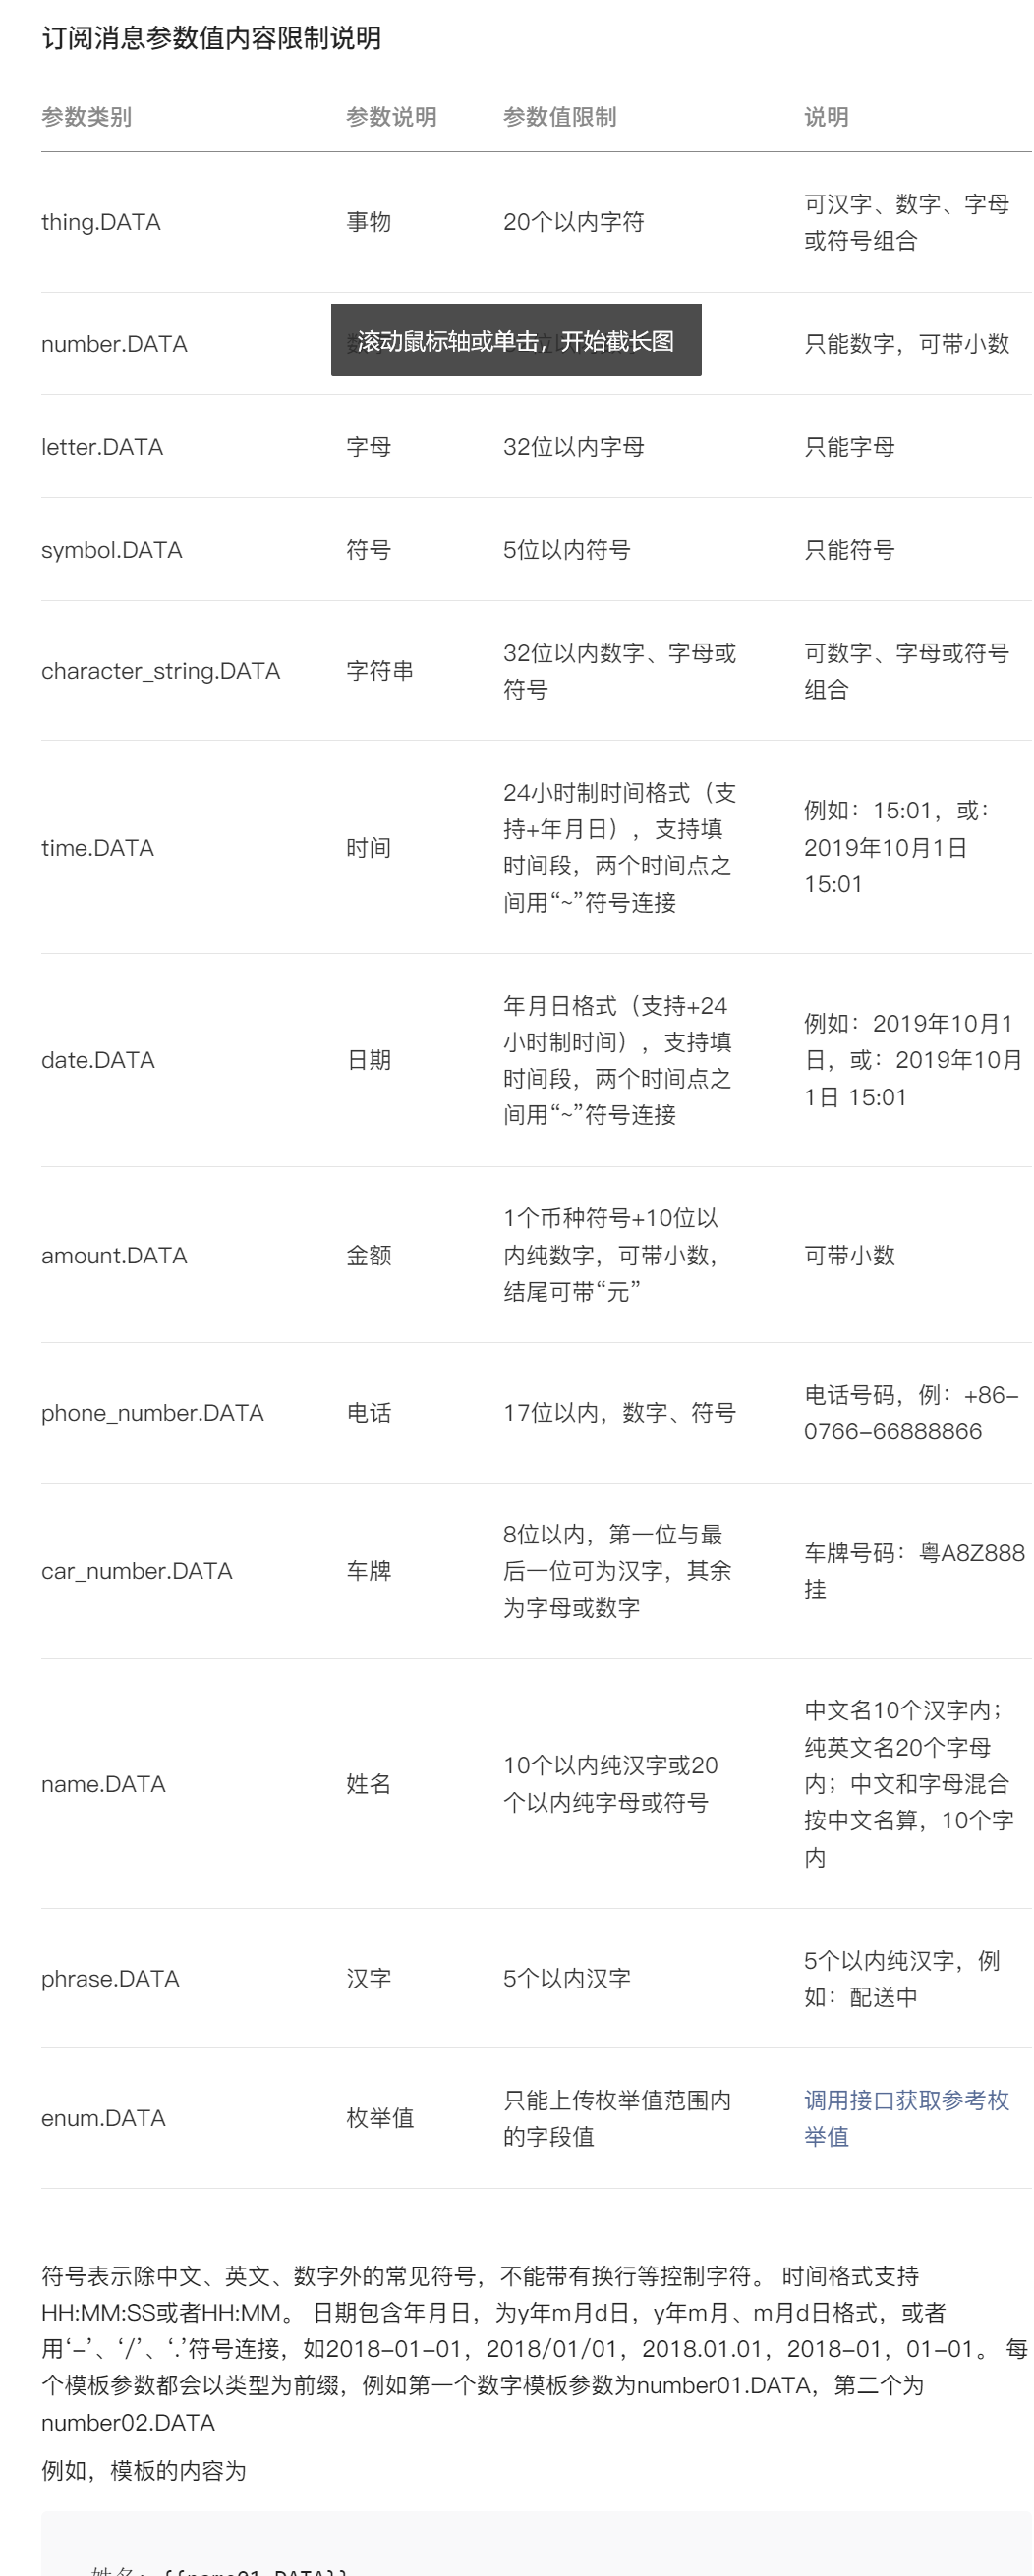 订阅消息参数值内容限制说明
参数类别 参数说明 参数值限制 说明
thing.DATA 事物 20个以内字符 可汉字、数字、字母
或符号组合
滚动鼠标轴或单击，开始截长图
number.DATA 只能数字，可带小数
letter.DATA 字母 32位以内字母 只能字母
symbol.DATA 符号 5位以内符号 只能符号
character_string.DATA 字符串 32位以内数字、字母或
符号
可数字、字母或符号
组合
time.DATA 时间 24小时制时间格式（支
持+年月日），支持填
时间段，两个时间点之
间用“~”符号连接
例如：15:01，或：
2019年10月1日
15:01
date.DATA 日期 年月日格式（支持+24
小时制时间），支持填
时间段，两个时间点之
间用“~”符号连接
例如：2019年10月1
日，或：2019年10月
1日 15:01
amount.DATA 金额 1个币种符号+10位以
内纯数字，可带小数，
结尾可带“元”
可带小数
phone_number.DATA 电话 17位以内，数字、符号 电话号码，例：+86-
0766-66888866
car_number.DATA 车牌 8位以内，第一位与最
后一位可为汉字，其余
为字母或数字
车牌号码：粤A8Z888
挂
name.DATA 姓名 10个以内纯汉字或20
个以内纯字母或符号
中文名10个汉字内；
纯英文名20个字母
内；中文和字母混合
按中文名算，10个字
内
phrase.DATA 汉字 5个以内汉字 5个以内纯汉字，例
如：配送中
enum.DATA 枚举值 只能上传枚举值范围内
的字段值
调用接口获取参考枚
举值
符号表示除中文、英文、数字外的常见符号，不能带有换行等控制字符。 时间格式支持
HH:MM:SS或者HH:MM。 日期包含年月日，为y年m月d日，y年m月、m月d日格式，或者
用‘-’、‘/’、‘.’符号连接，如2018-01-01，2018/01/01，2018.01.01，2018-01，01-01。 每
个模板参数都会以类型为前缀，例如第一个数字模板参数为number01.DATA，第二个为
number02.DATA
例如，模板的内容为
姓名: {{name01.DATA}}